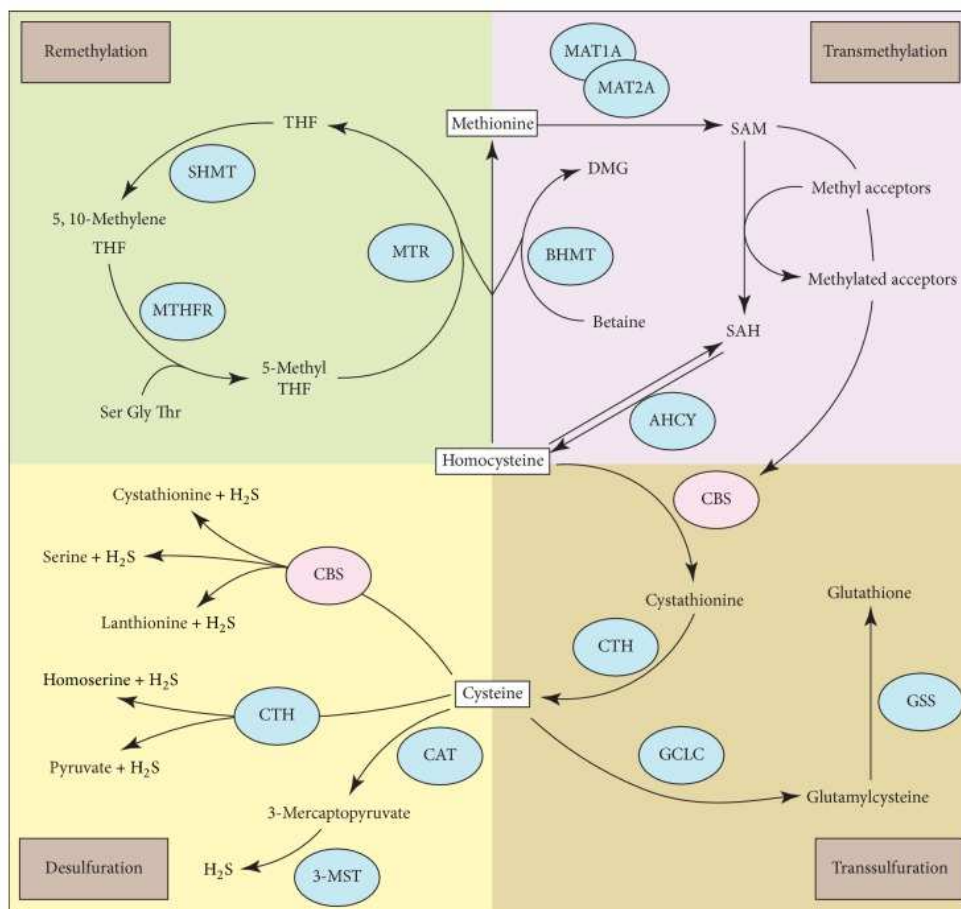 Remethylation
Transmethylation
MAT1A
MAT2A
THF
Methionine
SAM
SHMT
DMG
Methyl acceptors
5, 10-Methylene
THF
MTR
BHMT
Methylated acceptors
MTHFR
Betaine
SAH
5-Methyl
THF
Ser Gly Thr
AHCY
Homocysteine
Cystathionine + H₂S
CBS
Serine + H₂S
CBS
Cystathionine
Glutathione
Lanthionine + H₂S
CTH
Homoserine + H₂S
Cysteine
CTH
GSS
CAT
GCLC
Pyruvate + H₂S
3-Mercaptopyruvate
Glutamylcysteine
Desulfuration
H₂S
3-MST
Transsulfuration